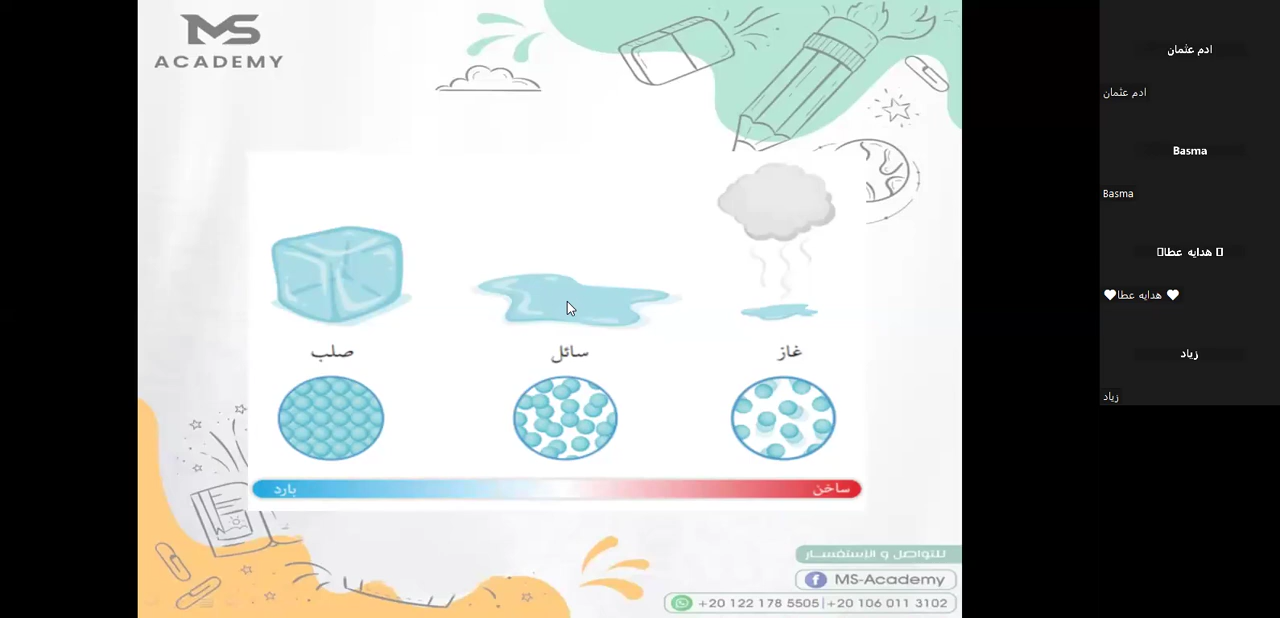 MS
ACADEMY
صلب
سائل
غاز
بارد
ساخن
للتواصل و الإستفسار
MS-Academy
+20 122 178 5505|+20 106 011 3102
ادم عثمان
ادم عثمان
Basma
Basma
هدايه عطا
🤍 هدايه عطا 🤍
زياد
زياد